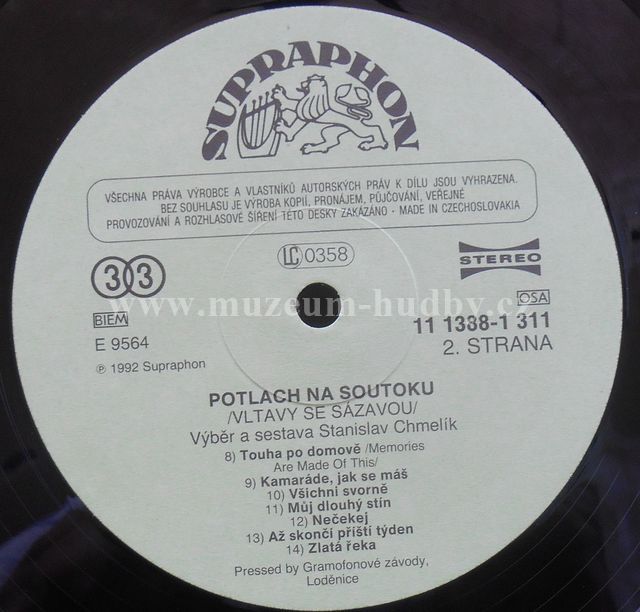 SUPRAPHON
VŠECHNA PRÁVA VÝROBCE A VLASTNÍKŮ AUTORSKÝCH PRÁV K DÍLU JSOU VYHRAZENA.
BEZ SOUHLASU JE VÝROBA KOPIÍ, PRONÁJEM, PŮJČOVÁNÍ, VEŘEJNÉ
PROVOZOVÁNÍ A ROZHLASOVÉ ŠÍŘENÍ TÉTO DESKY ZAKÁZÁNO - MADE IN CZECHOSLOVAKIA
LC 0358
33
STEREO
www.muzeum-hudby.cz
BIEM
OSA
E 9564
11 1388-1 311
℗ 1992 Supraphon
2. STRANA
POTLACH NA SOUTOKU
/VLTAVY SE SÁZAVOU/
Výběr a sestava Stanislav Chmelík
8) Touha po domově /Memories
Are Made Of This/
9) Kamaráde, jak se máš
10) Všichni svorně
11) Můj dlouhý stín
12) Nečekej
13) Až skončí příští týden
14) Zlatá řeka
Pressed by Gramofonové závody,
Loděnice